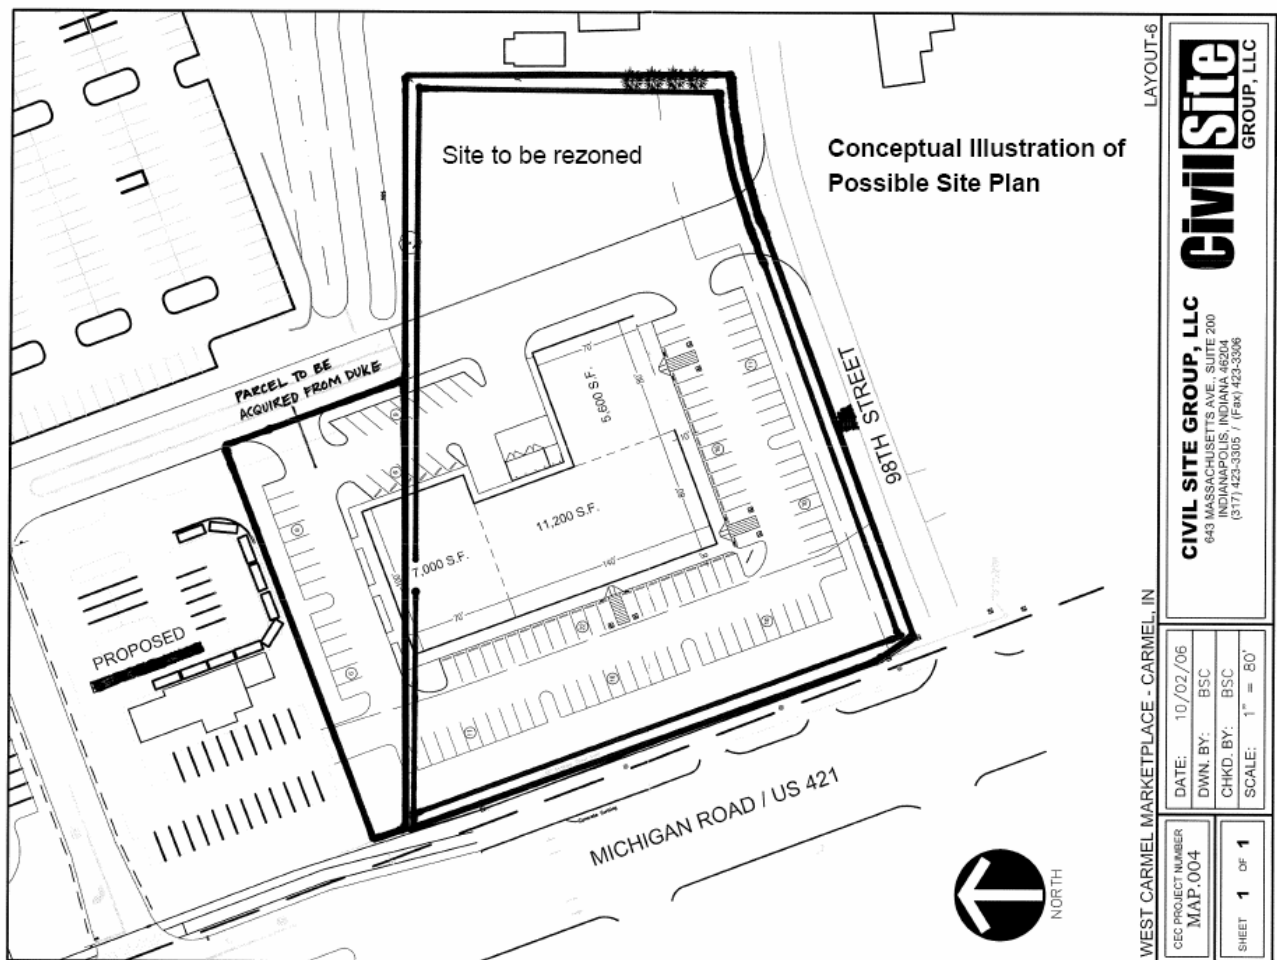 Site to be rezoned
Conceptual Illustration of
Possible Site Plan
PARCEL TO BE
ACQUIRED FROM DUKE
5,600 S.F.
11,200 S.F.
7,000 S.F.
70'
70'
140'
98TH STREET
PROPOSED
MICHIGAN ROAD / US 421
NORTH
LAYOUT-6
WEST CARMEL MARKETPLACE - CARMEL, IN
CivilSite
GROUP, LLC
CIVIL SITE GROUP, LLC
643 MASSACHUSETTS AVE., SUITE 200
INDIANAPOLIS, INDIANA 46204
(317) 423-3305 / (Fax) 423-3306
DATE: 10/02/06
DWN. BY: BSC
CHKD. BY: BSC
SCALE: 1" = 80'
CEC PROJECT NUMBER
MAP.004
SHEET 1 OF 1